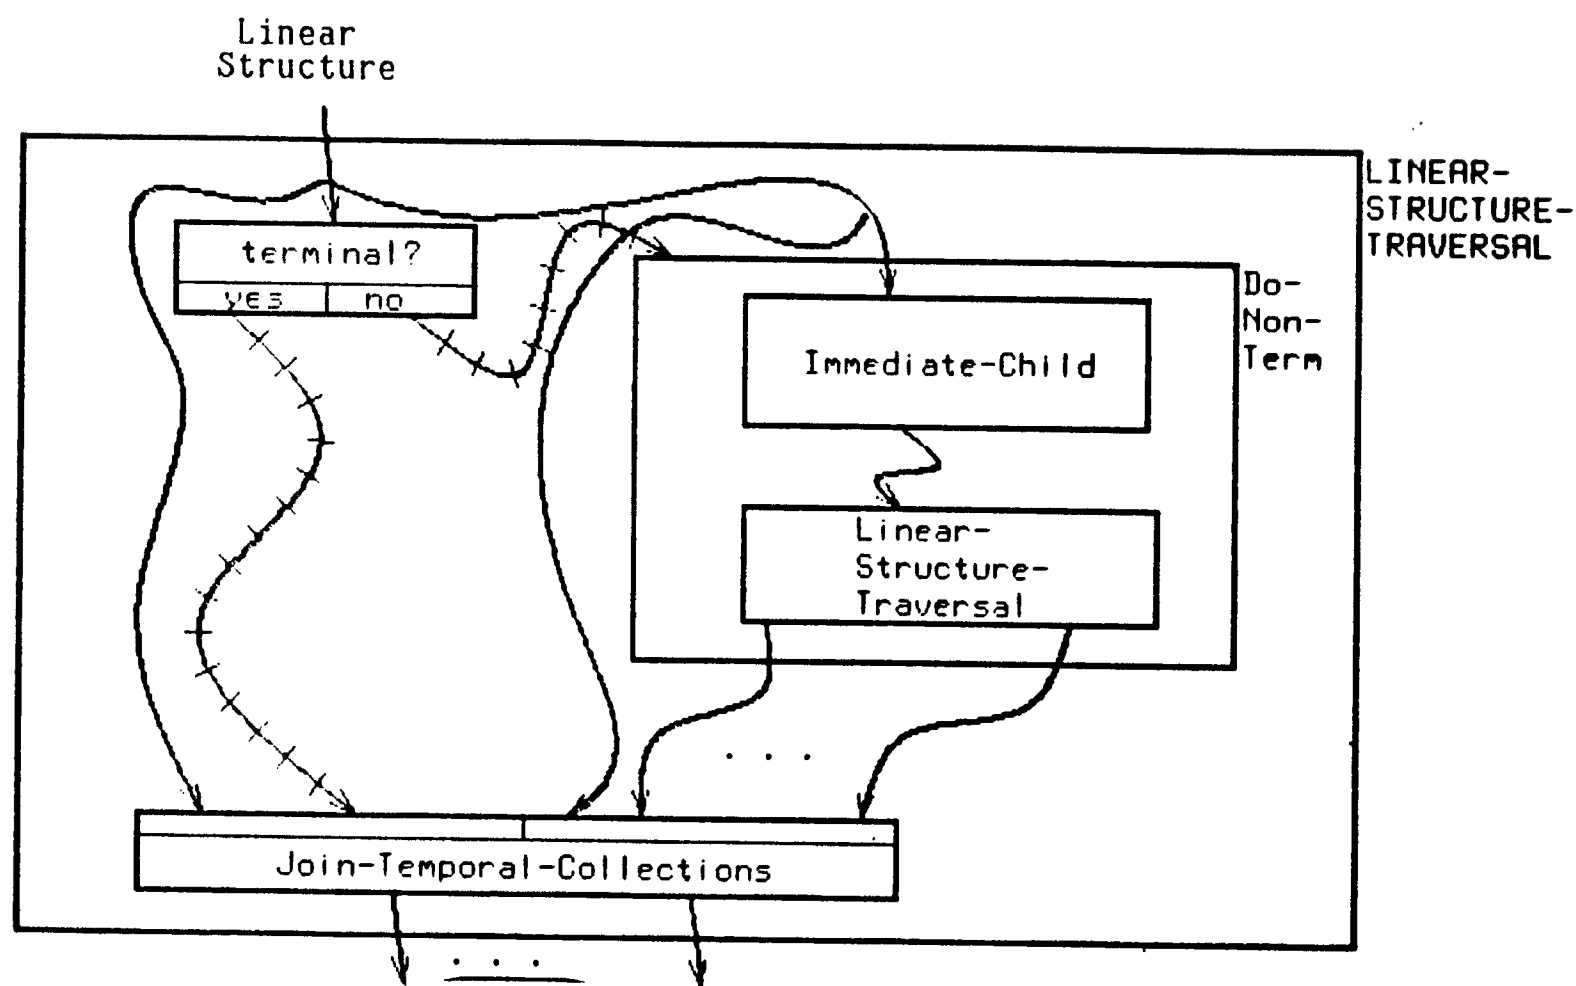 Linear
Structure
LINEAR-
STRUCTURE-
TRAVERSAL
terminal?
yes no
Do-
Non-
Term
Immediate-Child
Linear-
Structure-
Traversal
. . .
Join-Temporal-Collections
. . .